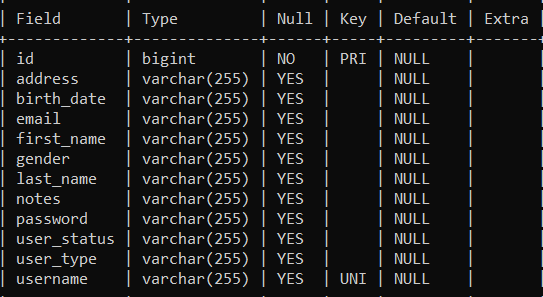 | Field | Type | Null | Key | Default | Extra |
+-------------+--------------+------+-----+---------+-------+
| id | bigint | NO | PRI | NULL | |
| address | varchar(255) | YES | | NULL | |
| birth_date | varchar(255) | YES | | NULL | |
| email | varchar(255) | YES | | NULL | |
| first_name | varchar(255) | YES | | NULL | |
| gender | varchar(255) | YES | | NULL | |
| last_name | varchar(255) | YES | | NULL | |
| notes | varchar(255) | YES | | NULL | |
| password | varchar(255) | YES | | NULL | |
| user_status | varchar(255) | YES | | NULL | |
| user_type | varchar(255) | YES | | NULL | |
| username | varchar(255) | YES | UNI | NULL | |